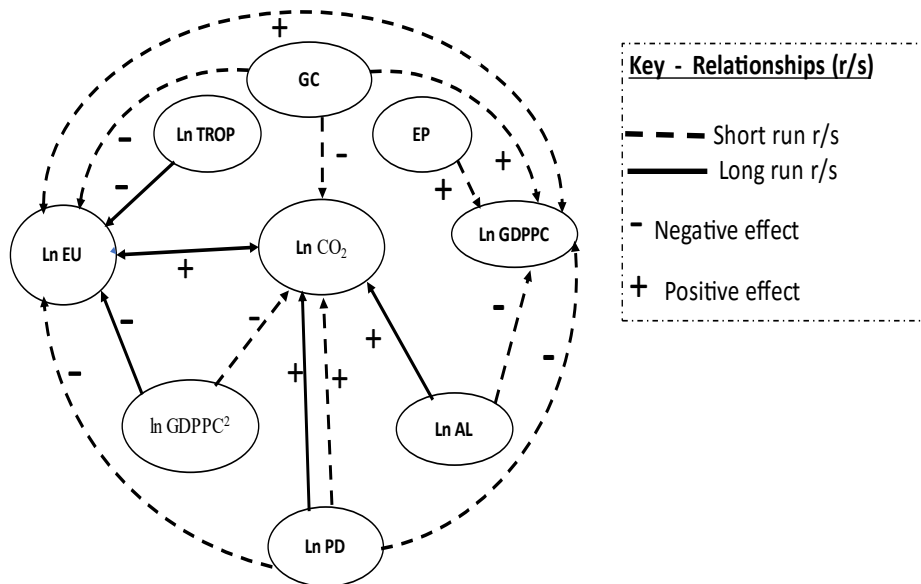 +
GC
Key - Relationships (r/s)
Ln TROP
EP
Short run r/s
-
-
+
Long run r/s
-
+
Ln EU
Ln CO₂
Ln GDPPC
- Negative effect
+
+ Positive effect
-
-
-
+
-
-
+
+
ln GDPPC²
Ln AL
Ln PD